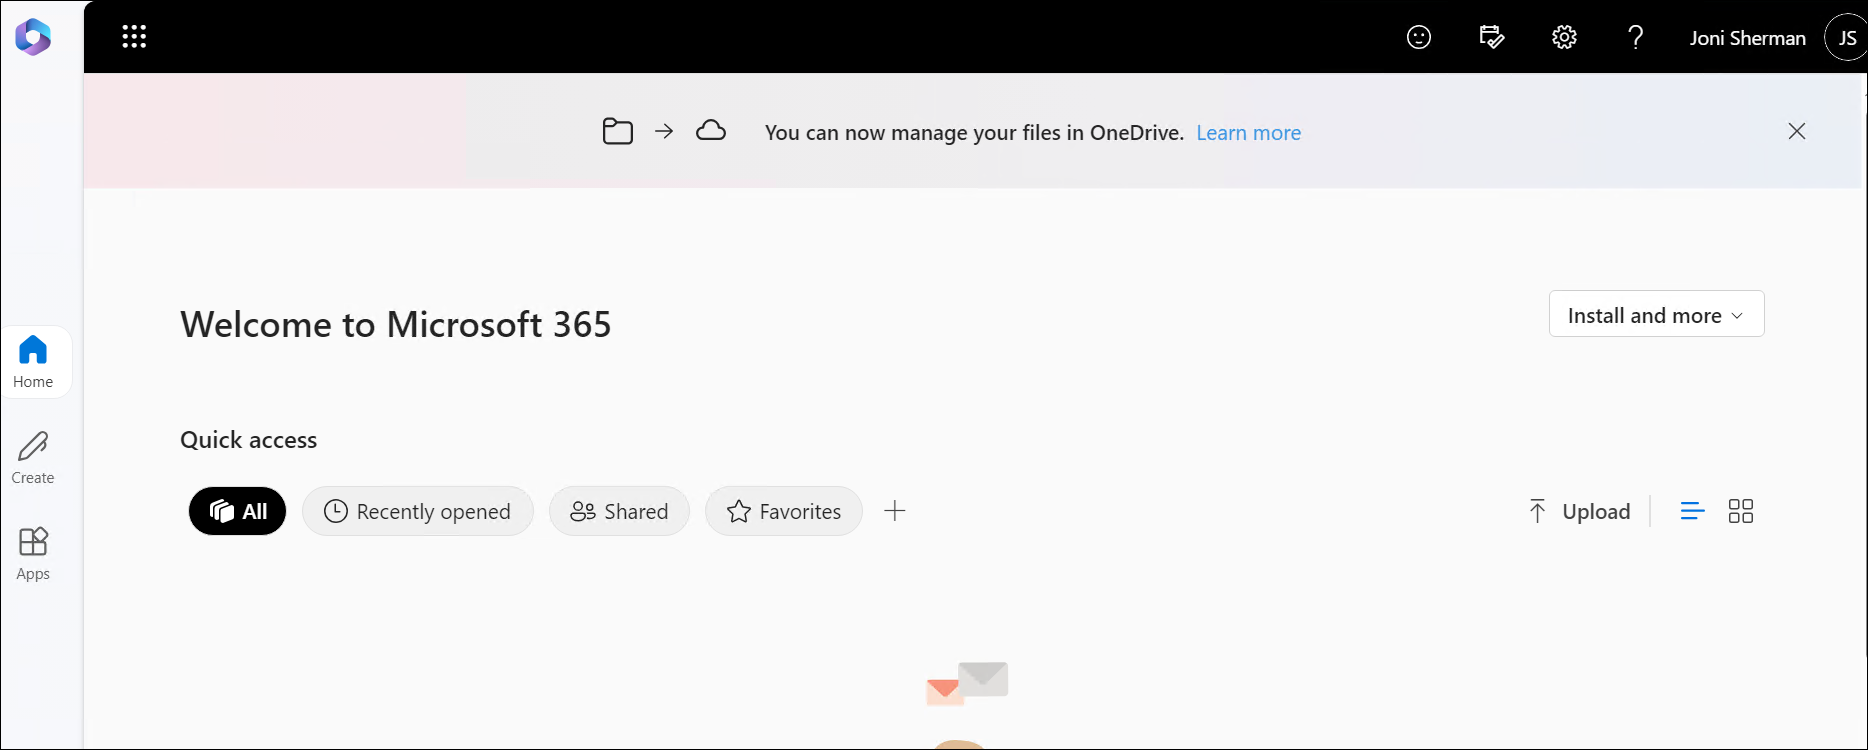 Joni Sherman
JS
You can now manage your files in OneDrive. Learn more
Welcome to Microsoft 365
Install and more
Home
Quick access
Create
All
Recently opened
Shared
Favorites
Upload
Apps